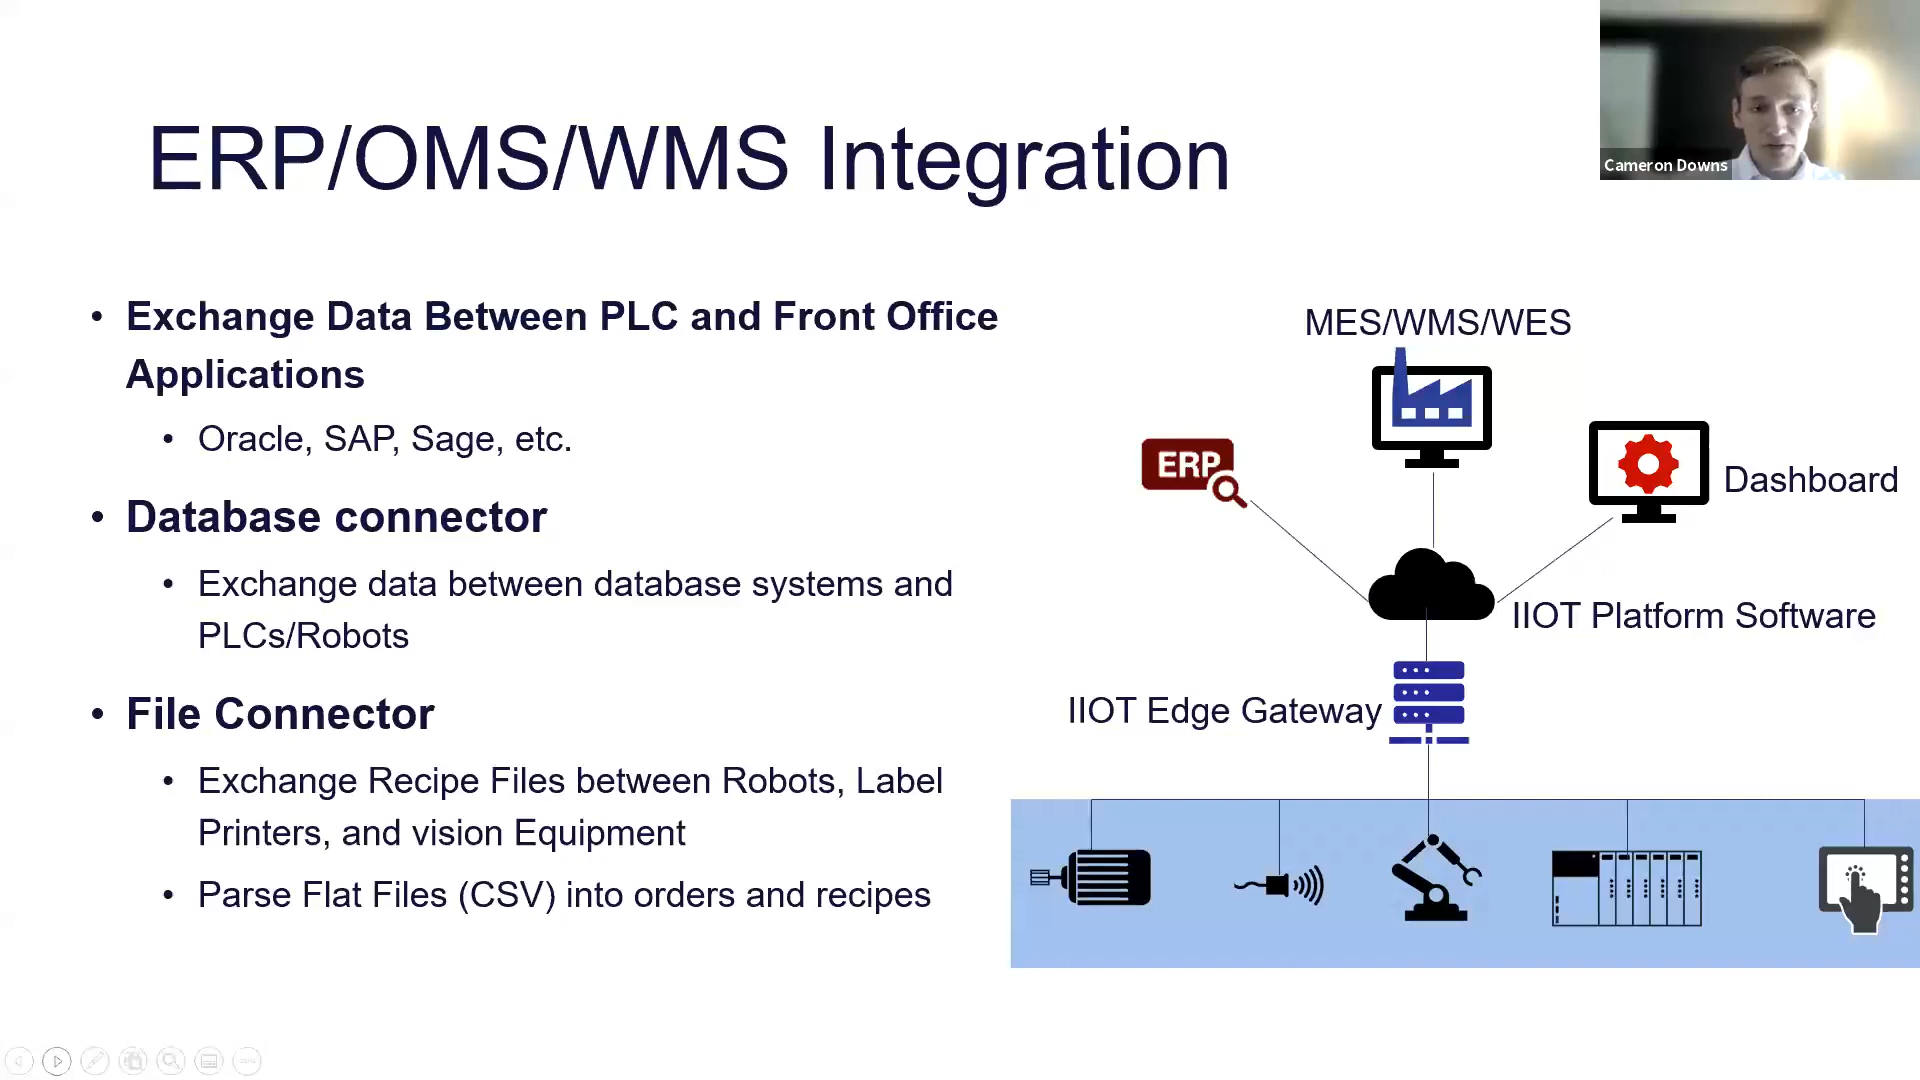 ERP/OMS/WMS Integration
Cameron Downs
• Exchange Data Between PLC and Front Office
Applications
• Oracle, SAP, Sage, etc.
• Database connector
• Exchange data between database systems and
PLCs/Robots
• File Connector
• Exchange Recipe Files between Robots, Label
Printers, and vision Equipment
• Parse Flat Files (CSV) into orders and recipes
MES/WMS/WES
ERP
Dashboard
IIOT Platform Software
IIOT Edge Gateway